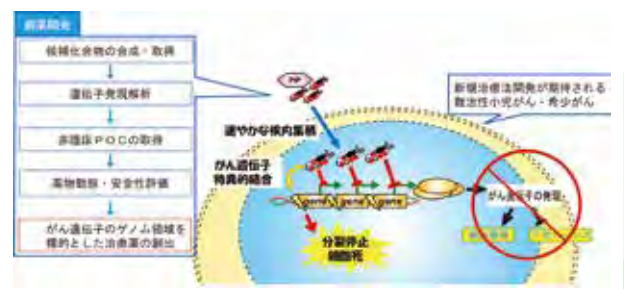 創薬開発
候補化合物の合成・取得
遺伝子発現解析
非臨床POCの取得
薬物動態・安全性評価
がん遺伝子のゲノム領域を
標的とした治療薬の創出
PIP
速やかな核内集積
がん遺伝子
特異的結合
gene gene gene
分裂停止
細胞死
新規治療法開発が期待される
難治性小児がん・希少がん
がん遺伝子の発現